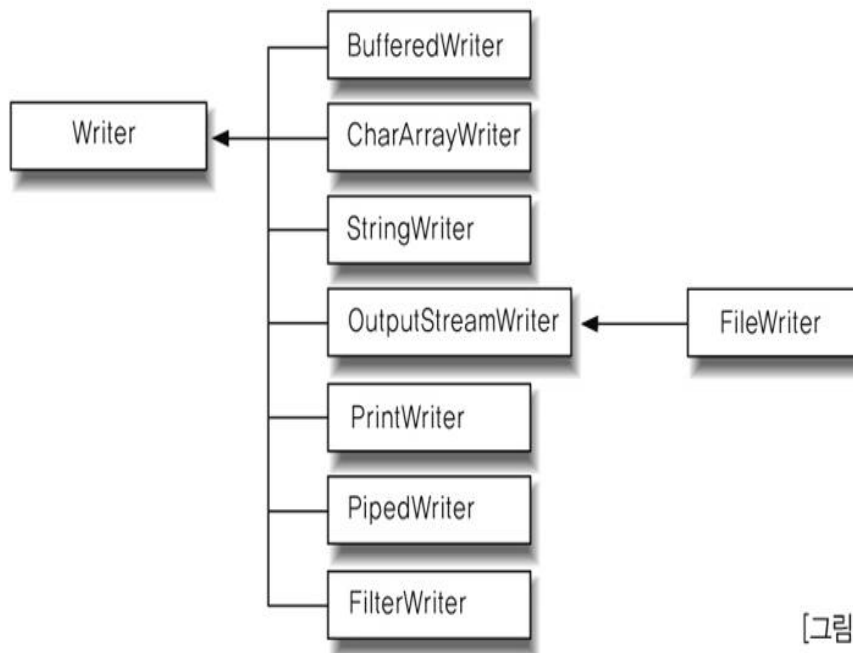 BufferedWriter
Writer
CharArrayWriter
StringWriter
OutputStreamWriter
FileWriter
PrintWriter
PipedWriter
FilterWriter
[그림